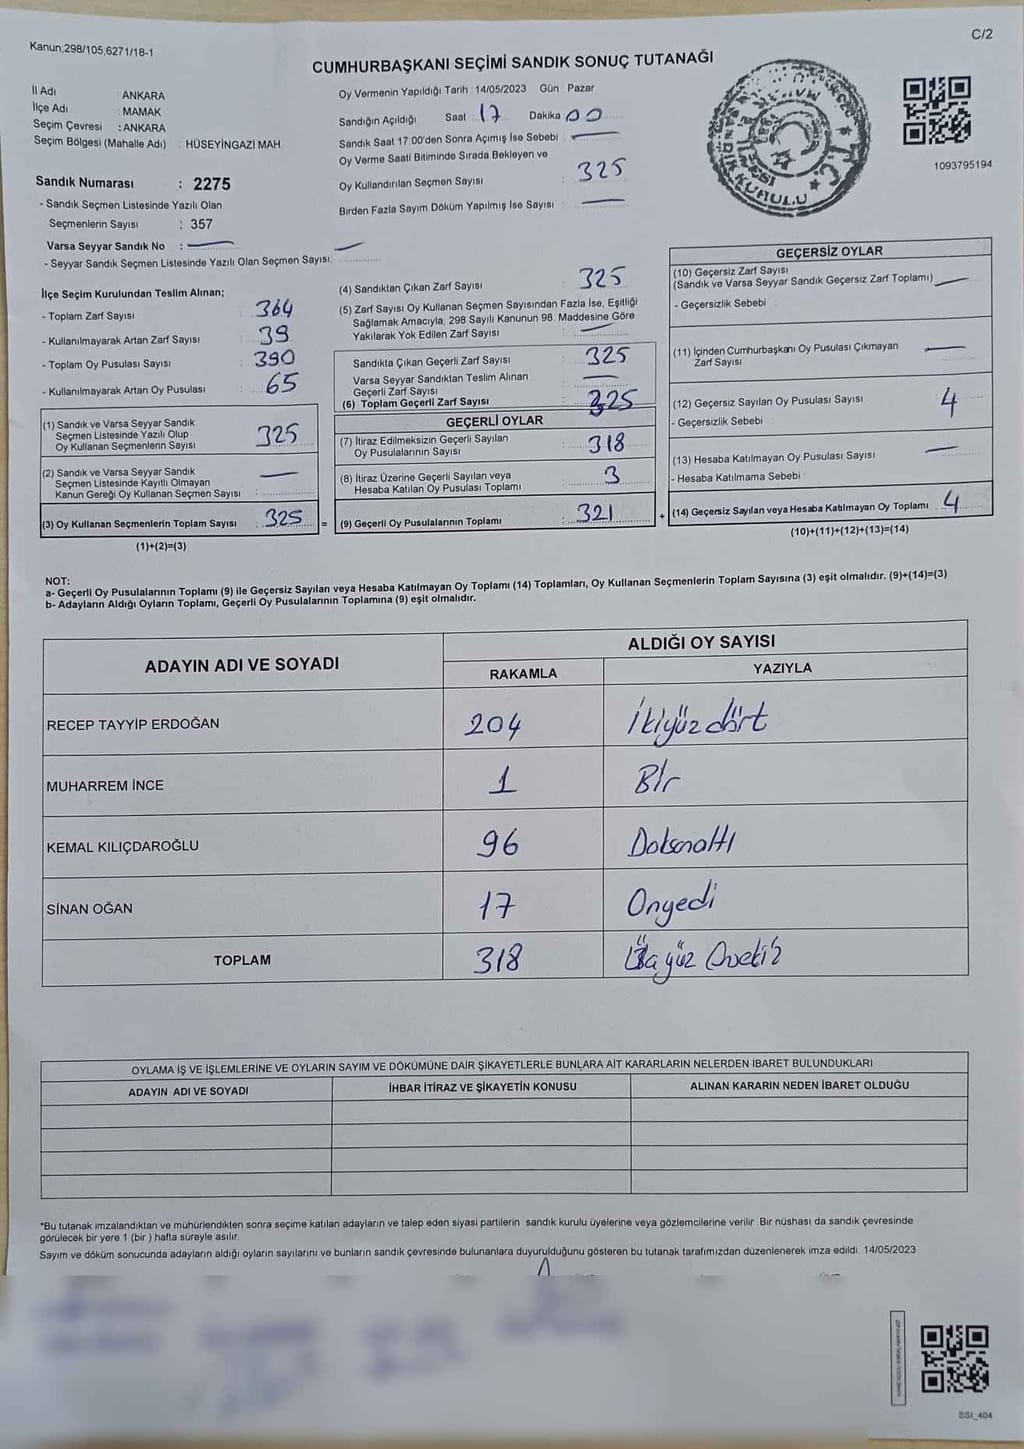 Kanun;298/105,6271/18-1
C/2
CUMHURBAŞKANI SEÇİMİ SANDIK SONUÇ TUTANAĞI
İl Adı : ANKARA
İlçe Adı : MAMAK
Seçim Çevresi : ANKARA
Seçim Bölgesi (Mahalle Adı) : HÜSEYİNGAZİ MAH.
Sandık Numarası : 2275
- Sandık Seçmen Listesinde Yazılı Olan
Seçmenlerin Sayısı : 357
Varsa Seyyar Sandık No :
- Seyyar Sandık Seçmen Listesinde Yazılı Olan Seçmen Sayısı:
Oy Vermenin Yapıldığı Tarih : 14/05/2023 Gün : Pazar
Sandığın Açıldığı Saat 17 Dakika 00
Sandık Saat 17.00'den Sonra Açımış İse Sebebi :
Oy Verme Saati Bitiminde Sırada Bekleyen ve
Oy Kullandırılan Seçmen Sayısı : 325
Birden Fazla Sayım Döküm Yapılmış İse Sayısı :
T.C.
KURULU
1093795194
İlçe Seçim Kurulundan Teslim Alınan;
- Toplam Zarf Sayısı : 364
- Kullanılmayarak Artan Zarf Sayısı : 39
- Toplam Oy Pusulası Sayısı : 390
- Kullanılmayarak Artan Oy Pusulası : 65
(1) Sandık ve Varsa Seyyar Sandık
Seçmen Listesinde Yazılı Olup
Oy Kullanan Seçmenlerin Sayısı : 325
(2) Sandık ve Varsa Seyyar Sandık
Seçmen Listesinde Kayıtlı Olmayan
Kanun Gereği Oy Kullanan Seçmen Sayısı :
(3) Oy Kullanan Seçmenlerin Toplam Sayısı : 325 =
(1)+(2)=(3)
(4) Sandıktan Çıkan Zarf Sayısı : 325
(5) Zarf Sayısı Oy Kullanan Seçmen Sayısından Fazla İse, Eşitliği
Sağlamak Amacıyla; 298 Sayılı Kanunun 98. Maddesine Göre
Yakılarak Yok Edilen Zarf Sayısı :
Sandıkta Çıkan Geçerli Zarf Sayısı : 325
Varsa Seyyar Sandıktan Teslim Alınan
Geçerli Zarf Sayısı :
(6) Toplam Geçerli Zarf Sayısı : 325
GEÇERLİ OYLAR
(7) İtiraz Edilmeksizin Geçerli Sayılan
Oy Pusulalarının Sayısı : 318
(8) İtiraz Üzerine Geçerli Sayılan veya
Hesaba Katılan Oy Pusulası Toplamı : 3
(9) Geçerli Oy Pusulalarının Toplamı : 321 +
GEÇERSİZ OYLAR
(10) Geçersiz Zarf Sayısı
(Sandık ve Varsa Seyyar Sandık Geçersiz Zarf Toplamı)
- Geçersizlik Sebebi :
(11) İçinden Cumhurbaşkanı Oy Pusulası Çıkmayan
Zarf Sayısı :
(12) Geçersiz Sayılan Oy Pusulası Sayısı : 4
- Geçersizlik Sebebi :
(13) Hesaba Katılmayan Oy Pusulası Sayısı :
- Hesaba Katılmama Sebebi :
(14) Geçersiz Sayılan veya Hesaba Katılmayan Oy Toplamı : 4
(10)+(11)+(12)+(13)=(14)
NOT:
a- Geçerli Oy Pusulalarının Toplamı (9) ile Geçersiz Sayılan veya Hesaba Katılmayan Oy Toplamı (14) Toplamları, Oy Kullanan Seçmenlerin Toplam Sayısına (3) eşit olmalıdır. (9)+(14)=(3)
b- Adayların Aldığı Oyların Toplamı, Geçerli Oy Pusulalarının Toplamına (9) eşit olmalıdır.
ADAYIN ADI VE SOYADI ALDIĞI OY SAYISI
RAKAMLA YAZIYLA
RECEP TAYYİP ERDOĞAN 204 İkiyüz dört
MUHARREM İNCE 1 Bir
KEMAL KILIÇDAROĞLU 96 Doksanaltı
SİNAN OĞAN 17 Onyedi
TOPLAM 318
OYLAMA İŞ VE İŞLEMLERİNE VE OYLARIN SAYIM VE DÖKÜMÜNE DAİR ŞİKAYETLERLE BUNLARA AİT KARARLARIN NELERDEN İBARET BULUNDUKLARI
ADAYIN ADI VE SOYADI İHBAR İTİRAZ VE ŞİKAYETİN KONUSU ALINAN KARARIN NEDEN İBARET OLDUĞU
*Bu tutanak imzalandıktan ve mühürlendikten sonra seçime katılan adayların ve talep eden siyasi partilerin sandık kurulu üyelerine veya gözlemcilerine verilir. Bir nüshası da sandık çevresinde
görülecek bir yere 1 (bir) hafta süreyle asılır.
Sayım ve döküm sonucunda adayların aldığı oyların sayılarını ve bunların sandık çevresinde bulunanlara duyurulduğunu gösteren bu tutanak tarafımızdan düzenlenerek imza edildi. 14/05/2023
SSI_404